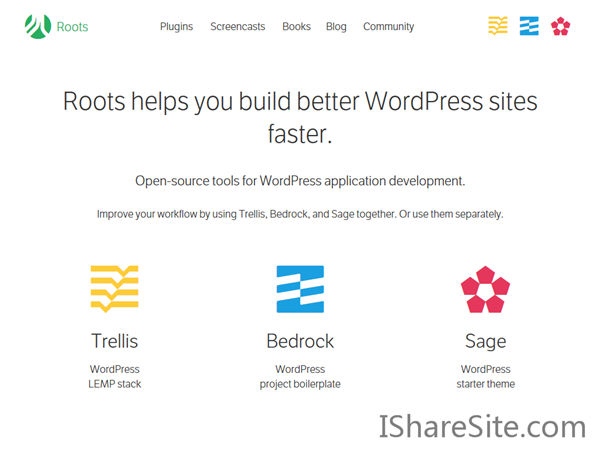 Roots
Plugins Screencasts Books Blog Community
Roots helps you build better WordPress sites
faster.
Open-source tools for WordPress application development.
Improve your workflow by using Trellis, Bedrock, and Sage together. Or use them separately.
Trellis
WordPress
LEMP stack
Bedrock
WordPress
project boilerplate
Sage
WordPress
starter theme
IShareSite.com